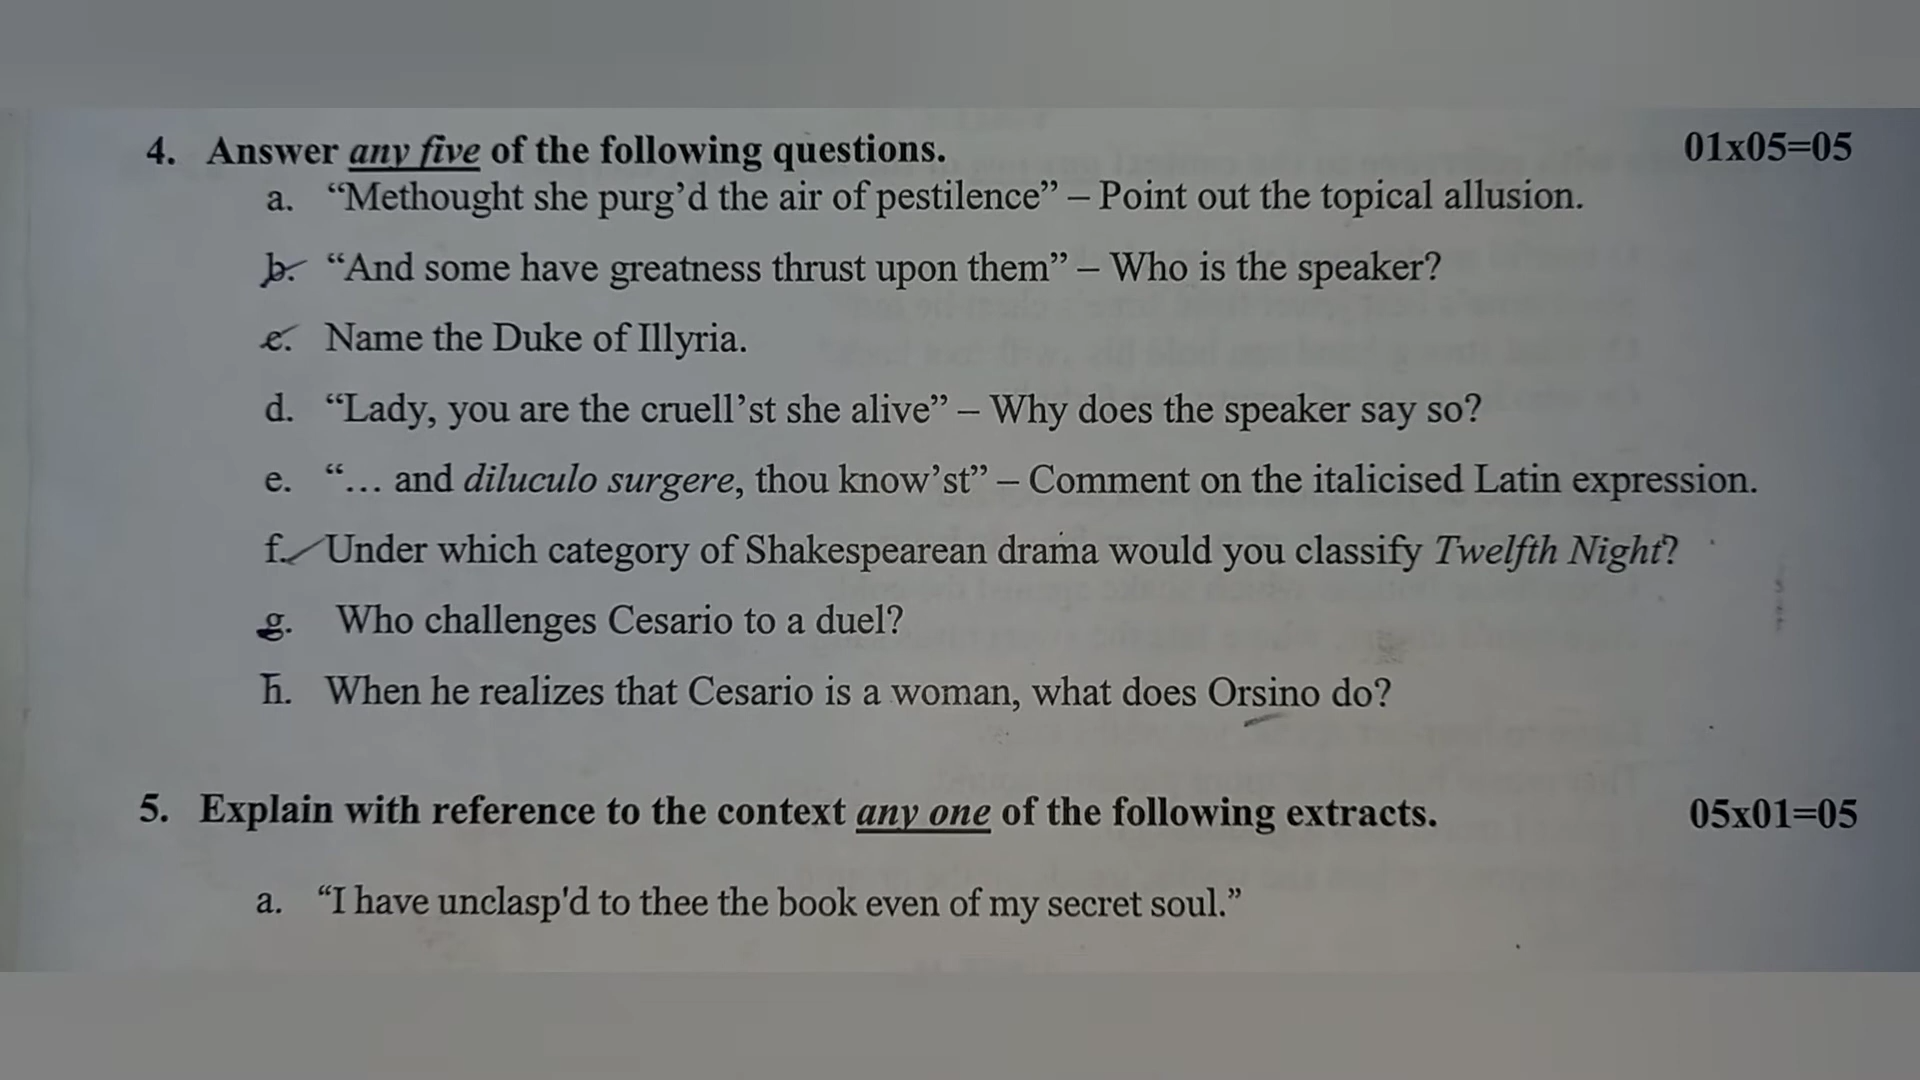 4. Answer any five of the following questions. 01x05=05
a. “Methought she purg’d the air of pestilence” – Point out the topical allusion.
b. “And some have greatness thrust upon them” – Who is the speaker?
c. Name the Duke of Illyria.
d. “Lady, you are the cruell’st she alive” – Why does the speaker say so?
e. “… and diluculo surgere, thou know’st” – Comment on the italicised Latin expression.
f. Under which category of Shakespearean drama would you classify Twelfth Night?
g. Who challenges Cesario to a duel?
h. When he realizes that Cesario is a woman, what does Orsino do?
5. Explain with reference to the context any one of the following extracts. 05x01=05
a. “I have unclasp'd to thee the book even of my secret soul.”